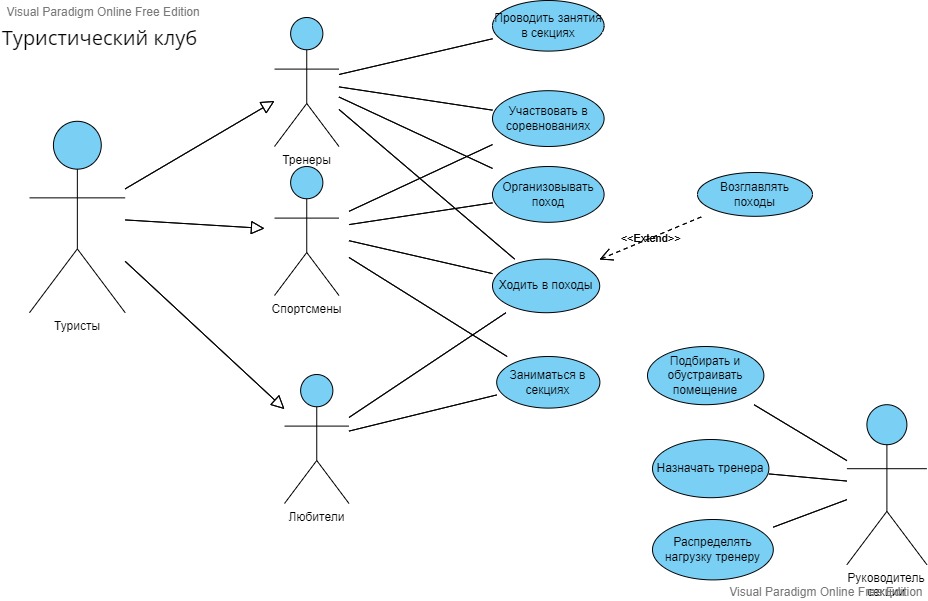 Visual Paradigm Online Free Edition
Туристический клуб
Проводить занятия
в секциях
Тренеры
Участвовать в
соревнованиях
Организовывать
поход
Возглавлять
походы
<<Extend>>
Ходить в походы
Спортсмены
Туристы
Заниматься в
секциях
Подбирать и
обустраивать
помещение
Назначать тренера
Любители
Распределять
нагрузку тренеру
Руководитель
секции
Visual Paradigm Online Free Edition